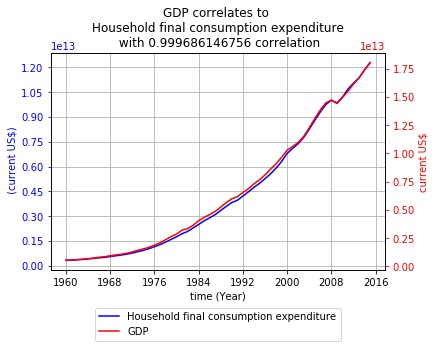 GDP correlates to
Household final consumption expenditure
with 0.999686146756 correlation
1e13
1e13
1.20
1.05
0.90
0.75
0.60
0.45
0.30
0.15
0.00
(current US$)
1.75
1.50
1.25
1.00
0.75
0.50
0.25
0.00
current US$
1960 1968 1976 1984 1992 2000 2008 2016
time (Year)
Household final consumption expenditure
GDP